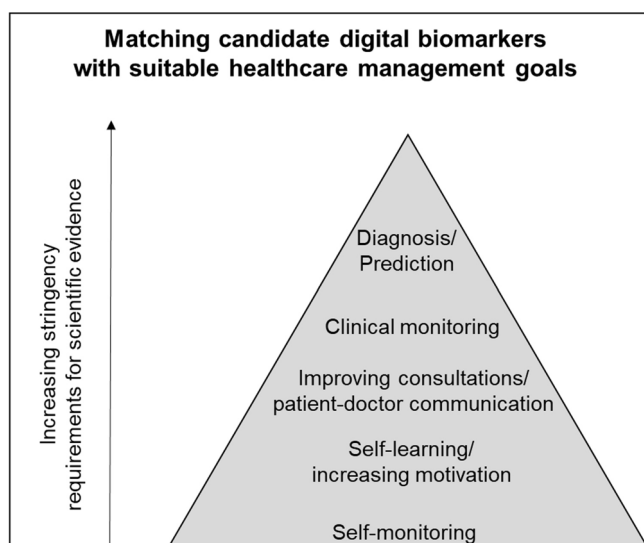 Matching candidate digital biomarkers
with suitable healthcare management goals
Increasing stringency
requirements for scientific evidence
Diagnosis/
Prediction
Clinical monitoring
Improving consultations/
patient-doctor communication
Self-learning/
increasing motivation
Self-monitoring